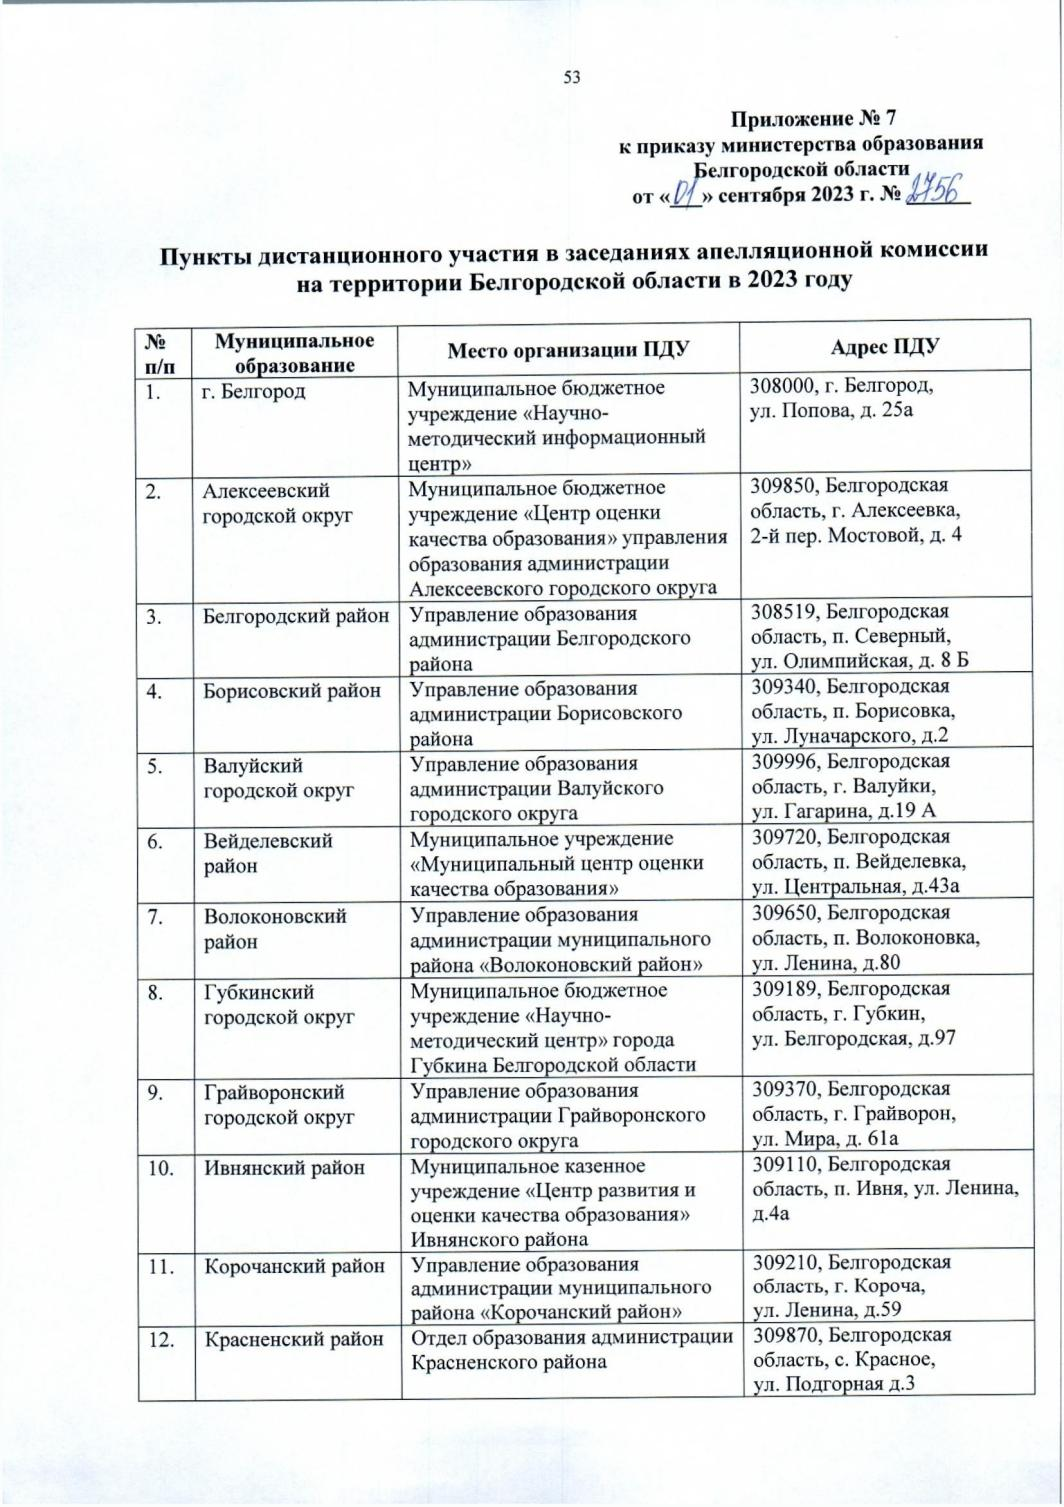 53
Приложение № 7
к приказу министерства образования
Белгородской области
от «01» сентября 2023 г. № 2756
Пункты дистанционного участия в заседаниях апелляционной комиссии
на территории Белгородской области в 2023 году
№
п/п
Муниципальное
образование
Место организации ПДУ
Адрес ПДУ
1.
г. Белгород
Муниципальное бюджетное
учреждение «Научно-
методический информационный
центр»
308000, г. Белгород,
ул. Попова, д. 25а
2.
Алексеевский
городской округ
Муниципальное бюджетное
учреждение «Центр оценки
качества образования» управления
образования администрации
Алексеевского городского округа
309850, Белгородская
область, г. Алексеевка,
2-й пер. Мостовой, д. 4
3.
Белгородский район
Управление образования
администрации Белгородского
района
308519, Белгородская
область, п. Северный,
ул. Олимпийская, д. 8 Б
4.
Борисовский район
Управление образования
администрации Борисовского
района
309340, Белгородская
область, п. Борисовка,
ул. Луначарского, д.2
5.
Валуйский
городской округ
Управление образования
администрации Валуйского
городского округа
309996, Белгородская
область, г. Валуйки,
ул. Гагарина, д.19 А
6.
Вейделевский
район
Муниципальное учреждение
«Муниципальный центр оценки
качества образования»
309720, Белгородская
область, п. Вейделевка,
ул. Центральная, д.43а
7.
Волоконовский
район
Управление образования
администрации муниципального
района «Волоконовский район»
309650, Белгородская
область, п. Волоконовка,
ул. Ленина, д.80
8.
Губкинский
городской округ
Муниципальное бюджетное
учреждение «Научно-
методический центр» города
Губкина Белгородской области
309189, Белгородская
область, г. Губкин,
ул. Белгородская, д.97
9.
Грайворонский
городской округ
Управление образования
администрации Грайворонского
городского округа
309370, Белгородская
область, г. Грайворон,
ул. Мира, д. 61а
10.
Ивнянский район
Муниципальное казенное
учреждение «Центр развития и
оценки качества образования»
Ивнянского района
309110, Белгородская
область, п. Ивня, ул. Ленина,
д.4а
11.
Корочанский район
Управление образования
администрации муниципального
района «Корочанский район»
309210, Белгородская
область, г. Короча,
ул. Ленина, д.59
12.
Красненский район
Отдел образования администрации
Красненского района
309870, Белгородская
область, с. Красное,
ул. Подгорная д.3